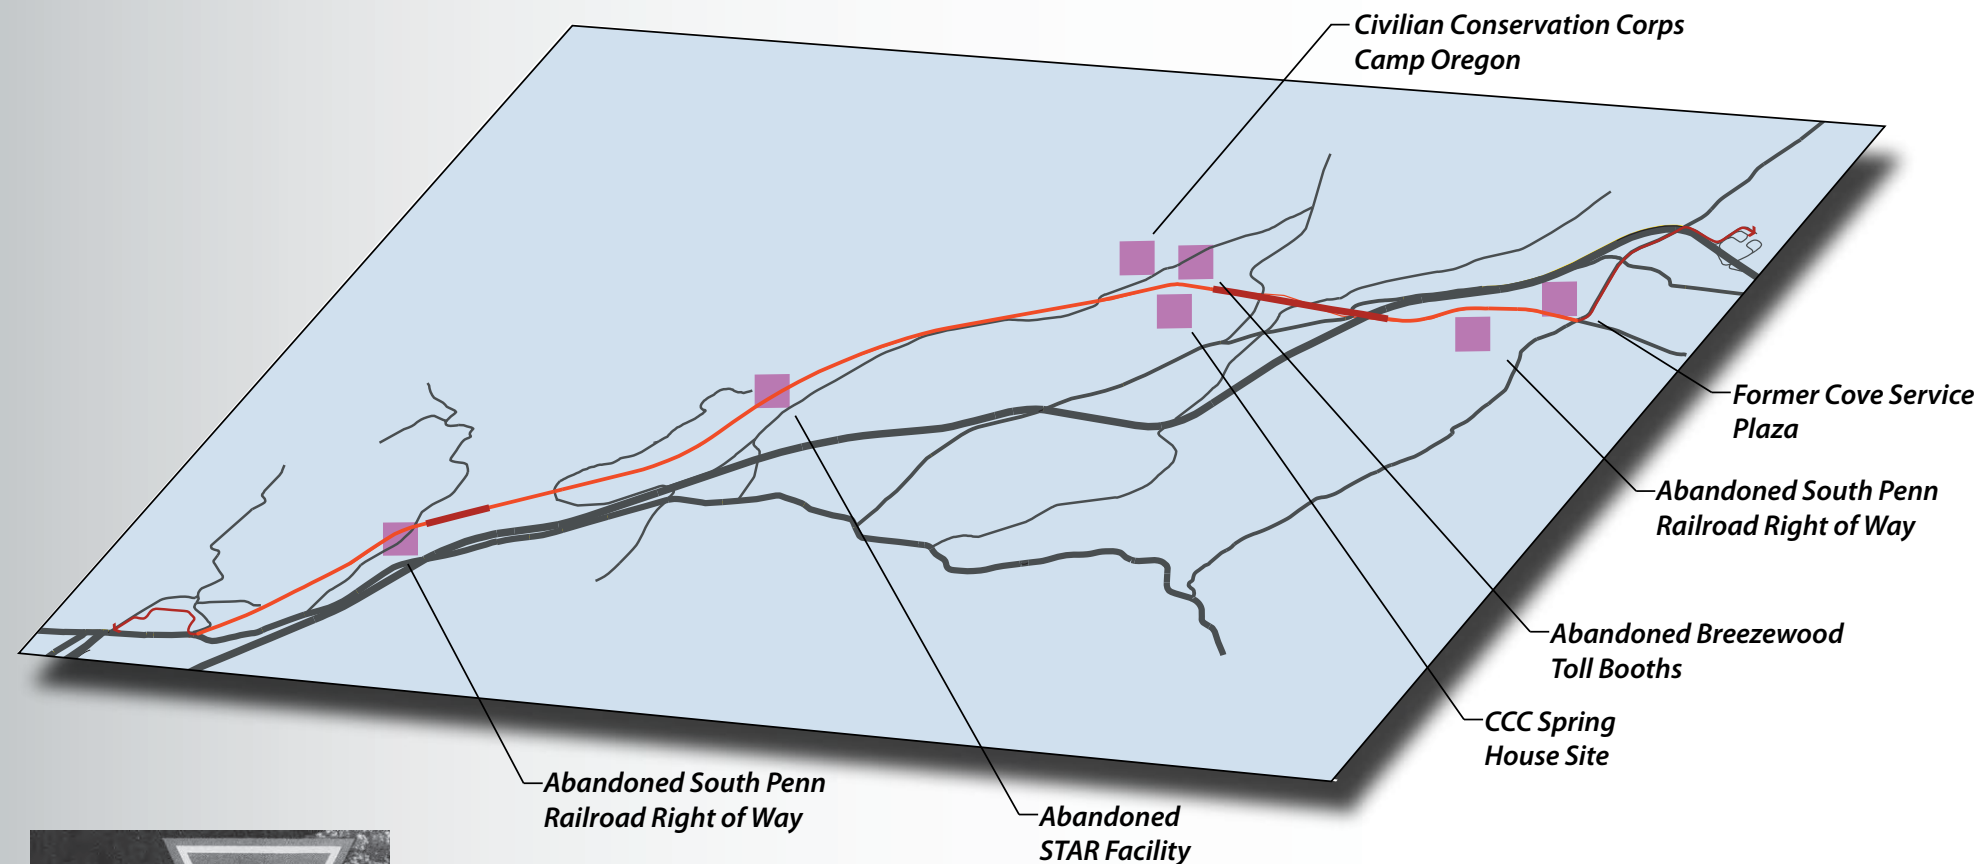 Civilian Conservation Corps
Camp Oregon
Former Cove Service
Plaza
Abandoned South Penn
Railroad Right of Way
Abandoned Breezewood
Toll Booths
CCC Spring
House Site
Abandoned South Penn
Railroad Right of Way
Abandoned
STAR Facility